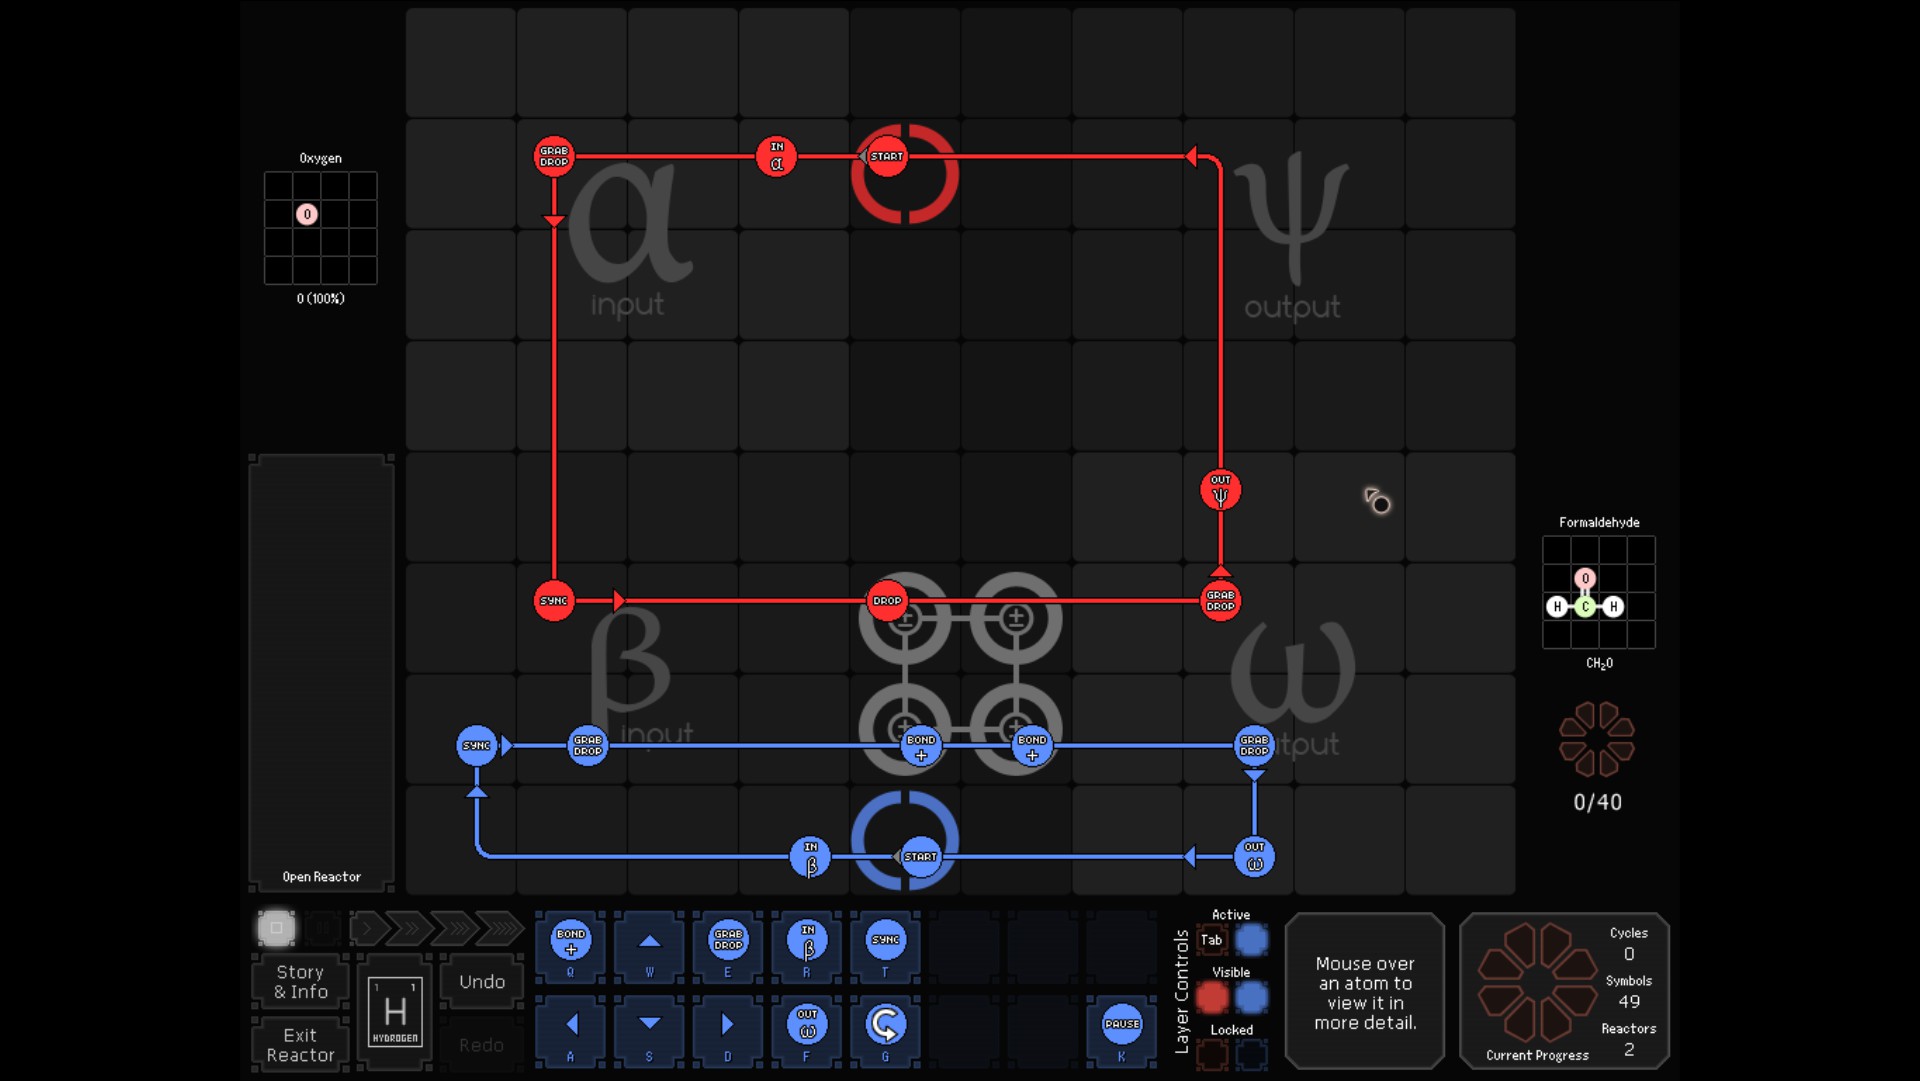 Oxygen
O
O (100%)
GRAB
DROP
IN
α
START
α
input
ψ
output
OUT
ψ
SYNC
DROP
GRAB
DROP
±
±
β
input
ω
Formaldehyde
O
H
C
H
CH₂O
0/40
SYNC
GRAB
DROP
±
BOND
+
±
BOND
+
GRAB
DROP
IN
β
START
OUT
ω
Open Reactor
Story
& Info
Exit
Reactor
1
1
H
HYDROGEN
Undo
Redo
BOND
+
Q
W
GRAB
DROP
E
IN
β
R
SYNC
T
A
S
D
OUT
ω
F
G
PAUSE
K
Layer Controls
Active
Tab
Visible
Locked
Mouse over
an atom to
view it in
more detail.
Current Progress
Cycles
0
Symbols
49
Reactors
2